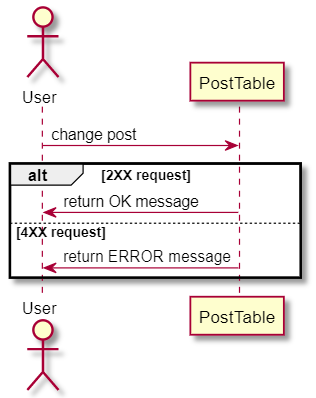 User
PostTable
change post
alt [2XX request]
return OK message
[4XX request]
return ERROR message
User
PostTable